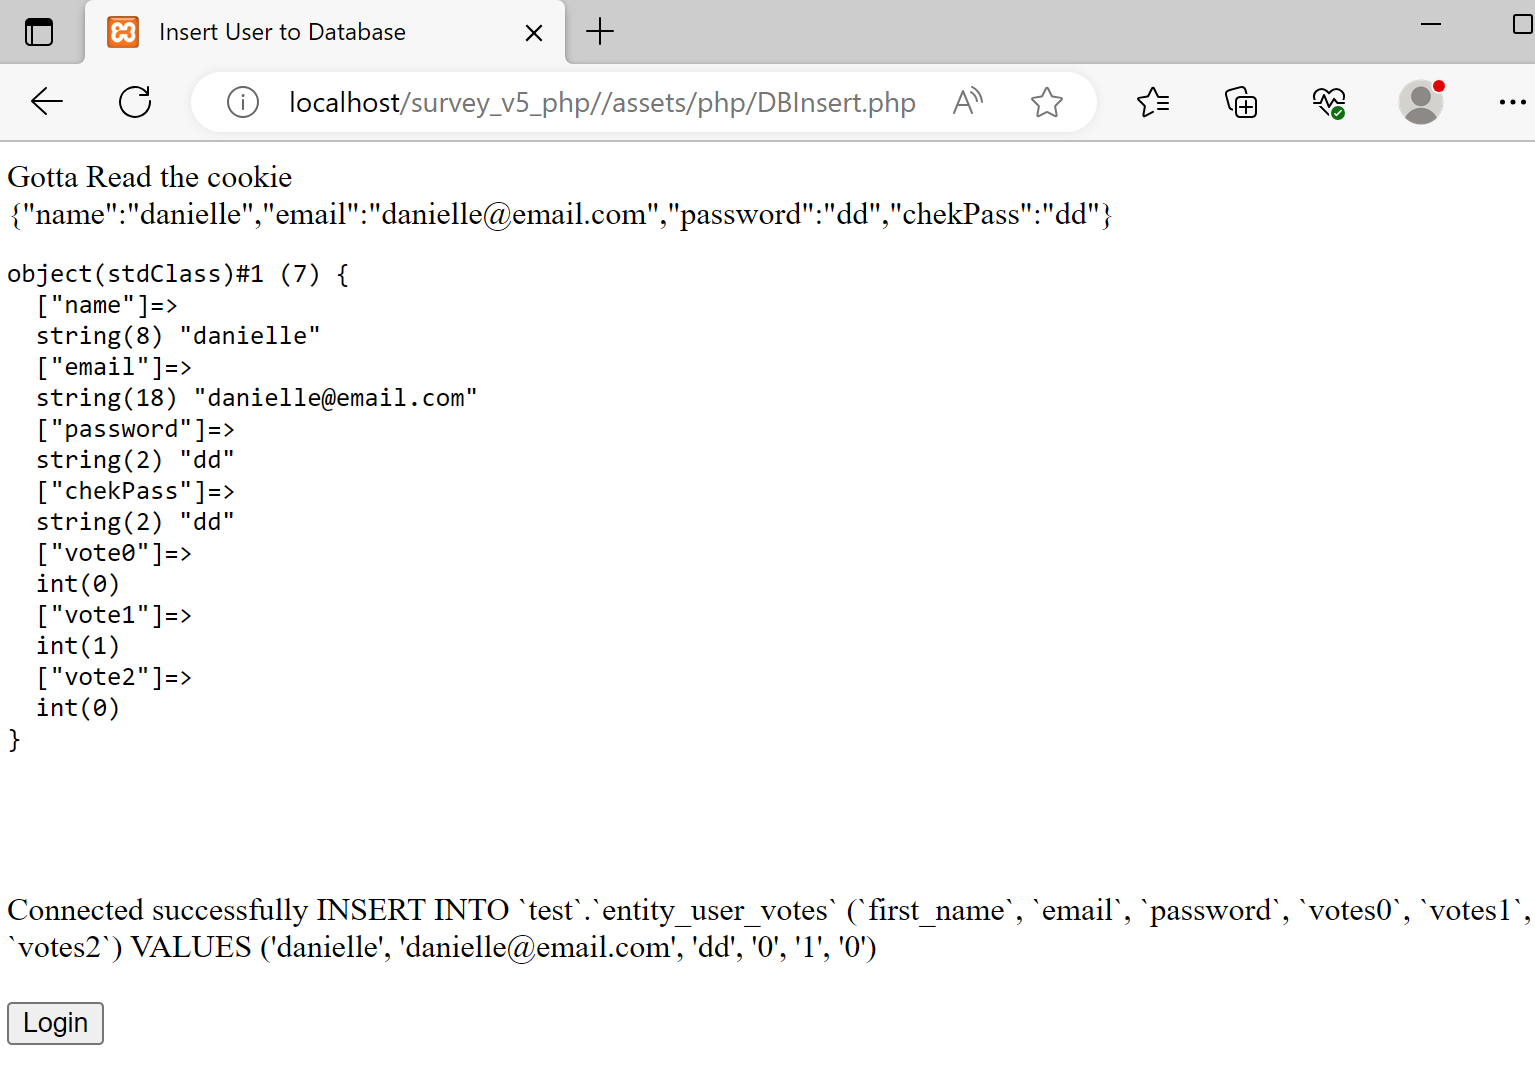 Insert User to Database
localhost/survey_v5_php//assets/php/DBInsert.php
Gotta Read the cookie
{"name":"danielle","email":"danielle@email.com","password":"dd","chekPass":"dd"}
object(stdClass)#1 (7) {
["name"]=>
string(8) "danielle"
["email"]=>
string(18) "danielle@email.com"
["password"]=>
string(2) "dd"
["chekPass"]=>
string(2) "dd"
["vote0"]=>
int(0)
["vote1"]=>
int(1)
["vote2"]=>
int(0)
}
Connected successfully INSERT INTO `test`.`entity_user_votes` (`first_name`, `email`, `password`, `votes0`, `votes1`,
`votes2`) VALUES ('danielle', 'danielle@email.com', 'dd', '0', '1', '0')
Login